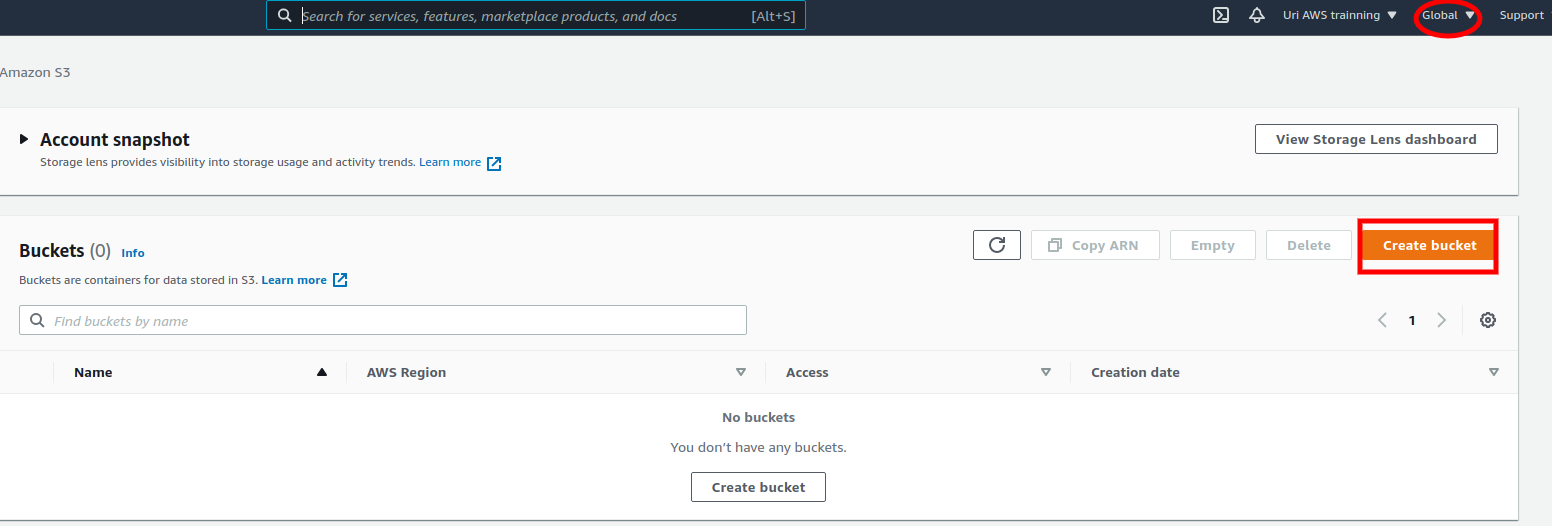 Search for services, features, marketplace products, and docs [Alt+S] Uri AWS trainning Global Support
Amazon S3
Account snapshot View Storage Lens dashboard
Storage lens provides visibility into storage usage and activity trends. Learn more
Buckets (0) Info Copy ARN Empty Delete Create bucket
Buckets are containers for data stored in S3. Learn more
Find buckets by name 1
Name AWS Region Access Creation date
No buckets
You don't have any buckets.
Create bucket